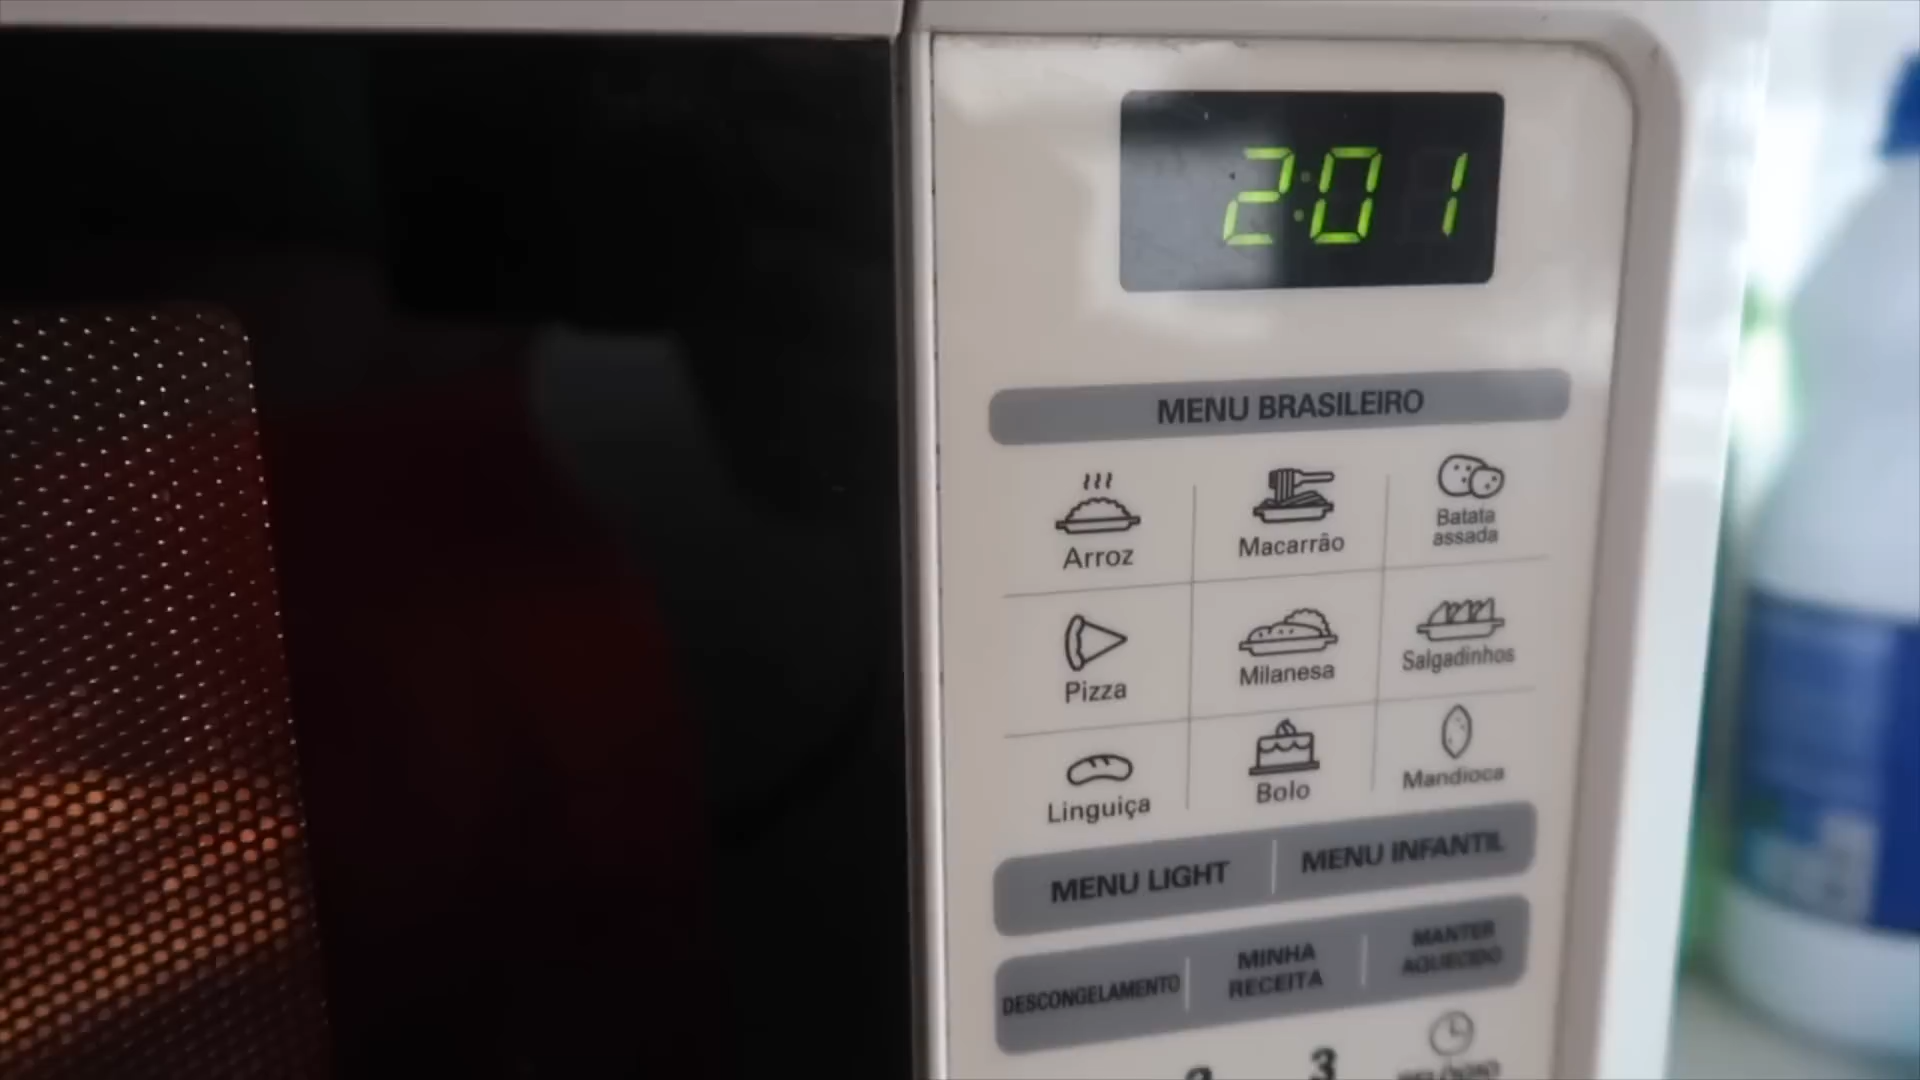 2:01
MENU BRASILEIRO
Arroz
Macarrão
Batata
assada
Pizza
Milanesa
Salgadinhos
Linguiça
Bolo
Mandioca
MENU LIGHT
MENU INFANTIL
DESCONGELAMENTO
MINHA
RECEITA
MANTER
AQUECIDO
3